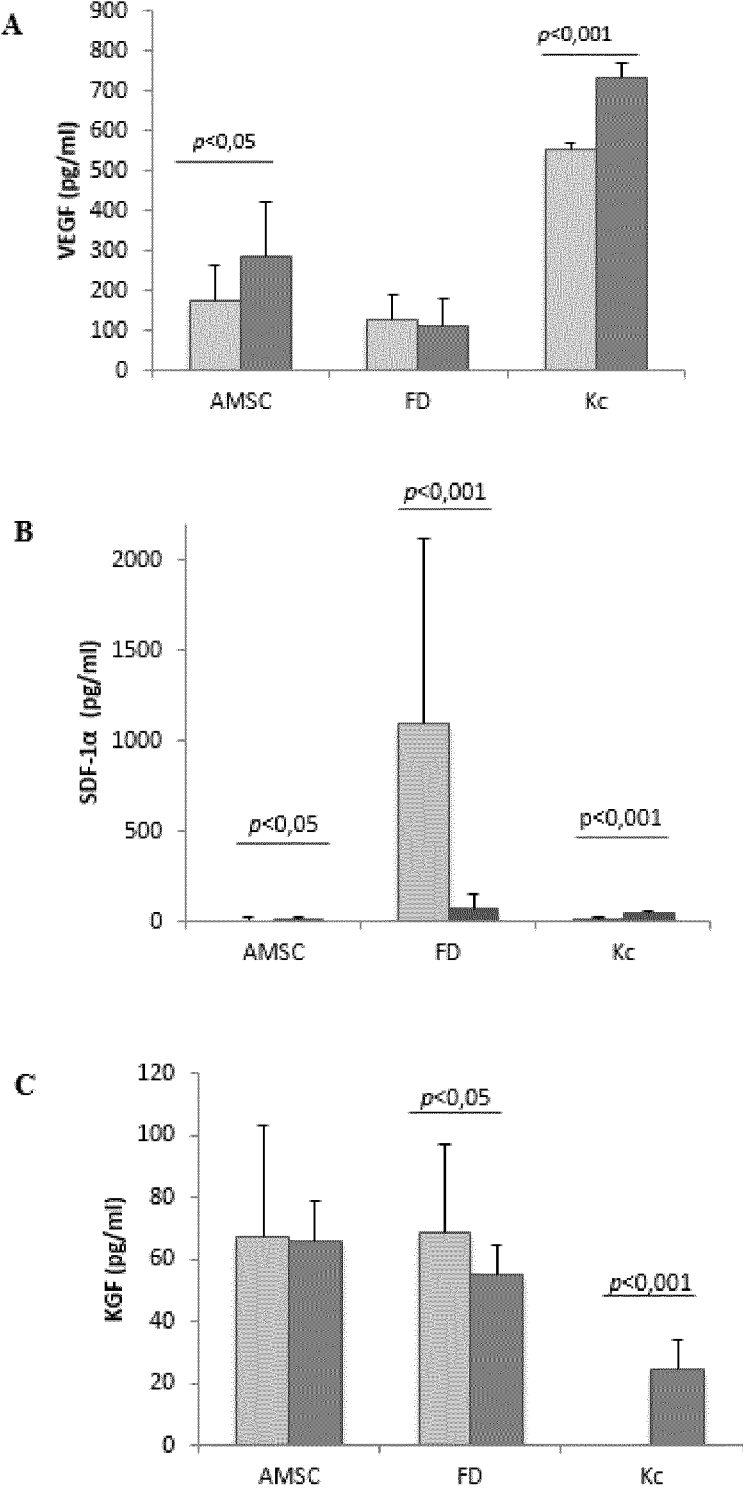 A
VEGF (pg/ml)
900
800
700
600
500
400
300
200
100
0
p<0,05
p<0,001
AMSC
FD
Kc
B
SDF-1α (pg/ml)
2000
1500
1000
500
0
p<0,05
p<0,001
p<0,001
AMSC
FD
Kc
C
KGF (pg/ml)
120
100
80
60
40
20
0
p<0,05
p<0,001
AMSC
FD
Kc